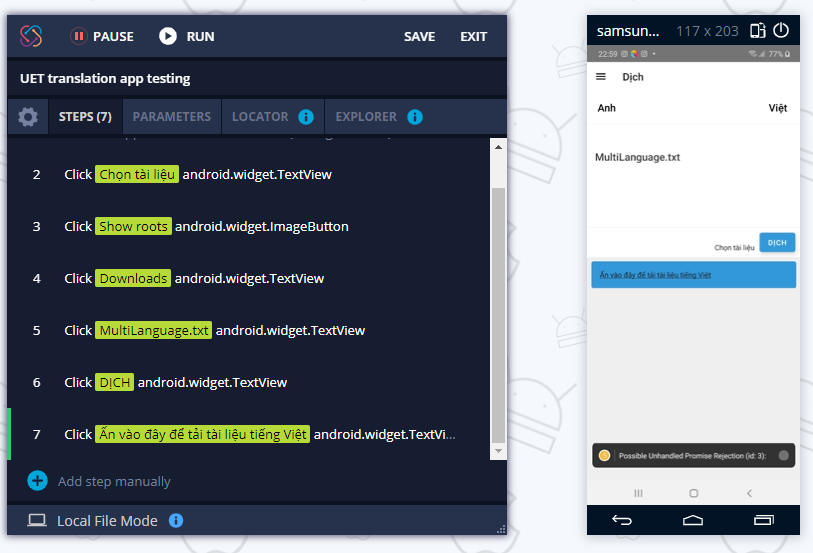 PAUSE RUN SAVE EXIT
UET translation app testing
STEPS (7) PARAMETERS LOCATOR EXPLORER
2 Click Chọn tài liệu android.widget.TextView
3 Click Show roots android.widget.ImageButton
4 Click Downloads android.widget.TextView
5 Click MultiLanguage.txt android.widget.TextView
6 Click DỊCH android.widget.TextView
7 Click Ấn vào đây để tải tài liệu tiếng Việt android.widget.TextVi...
Add step manually
Local File Mode
samsun... 117 x 203
22:59 77%
Dịch
Anh Việt
MultiLanguage.txt
Chọn tài liệu DỊCH
Ấn vào đây để tải tài liệu tiếng Việt
Possible Unhandled Promise Rejection (id: 3):